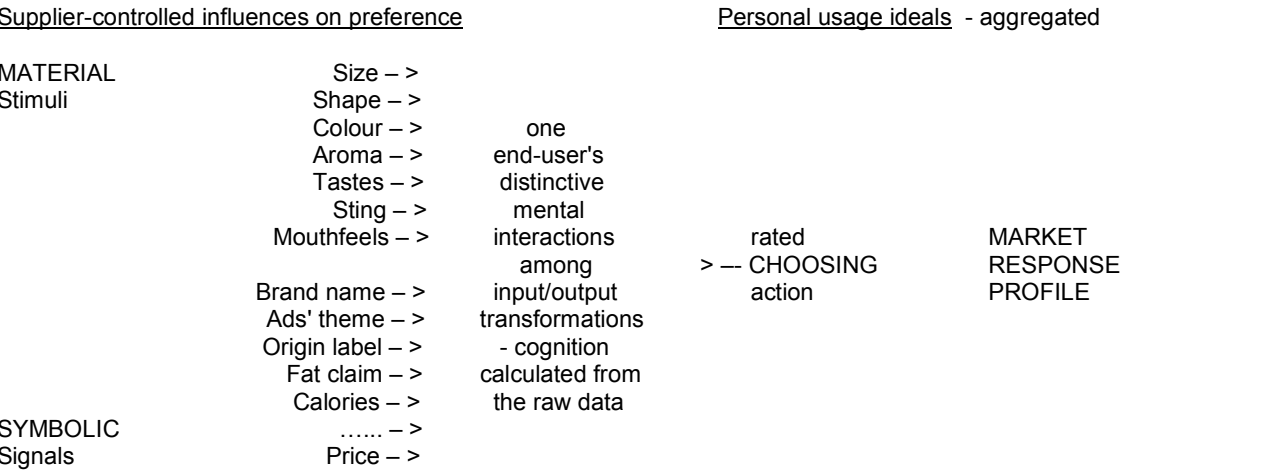 Supplier-controlled influences on preference Personal usage ideals - aggregated
MATERIAL Size – >
Stimuli Shape – >
Colour – > one
Aroma – > end-user's
Tastes – > distinctive
Sting – > mental
Mouthfeels – > interactions rated MARKET
among > –- CHOOSING RESPONSE
Brand name – > input/output action PROFILE
Ads' theme – > transformations
Origin label – > - cognition
Fat claim – > calculated from
Calories – > the raw data
SYMBOLIC …... – >
Signals Price – >